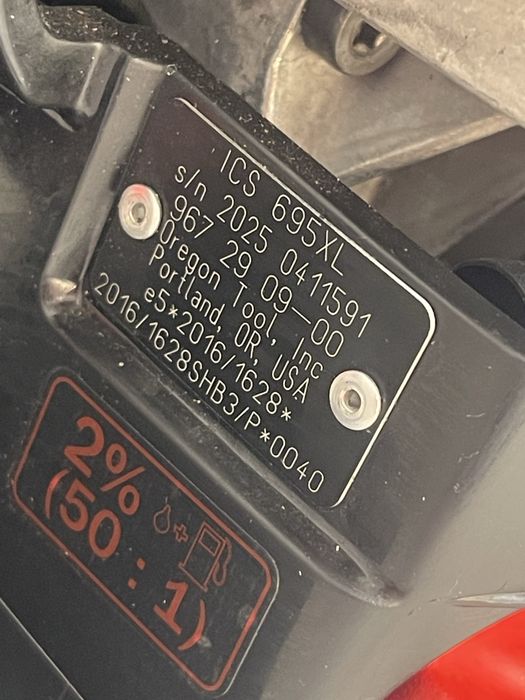 ICS 695XL
s/n 2025 0411591
967 29 09-00
Oregon Tool, Inc
Portland, OR, USA
e5*2016/1628*
2016/1628SHB3/P*0040
2%
(50:1)